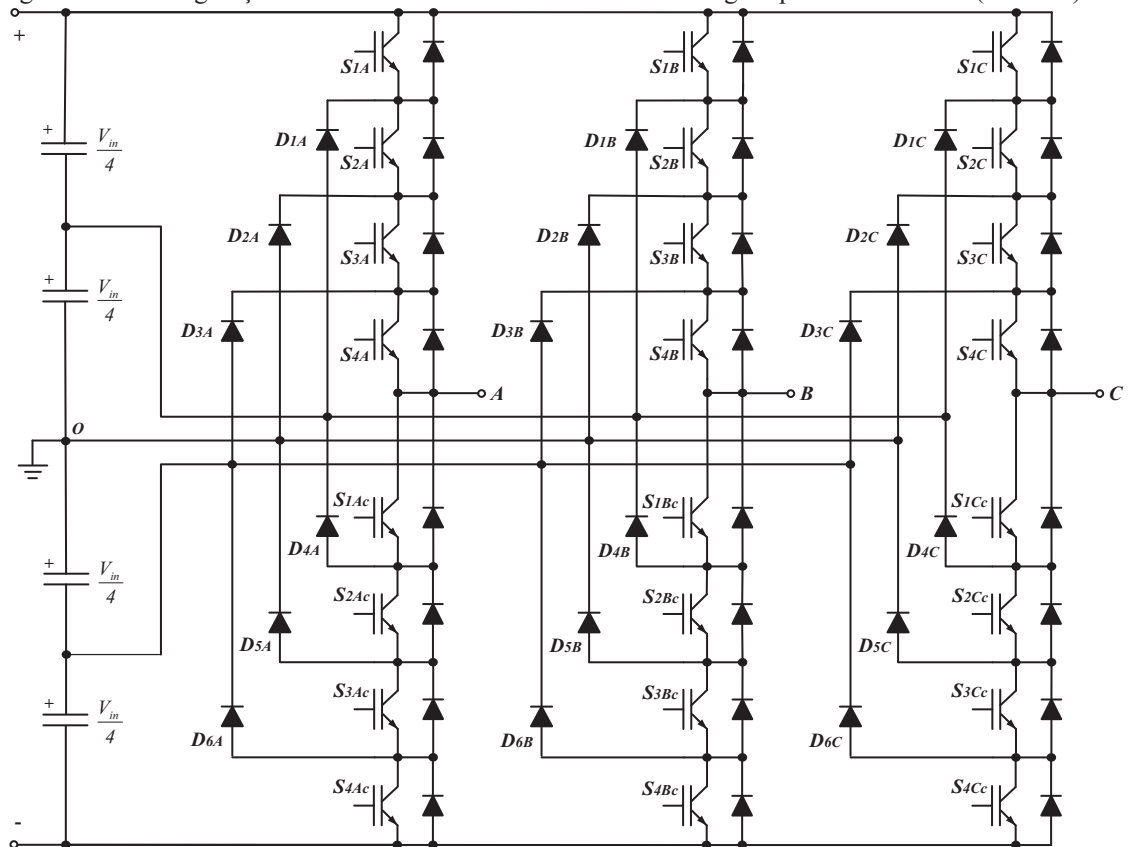 +
S1A
S1B
S1C
D1A
D1B
D1C
+ Vin/4
S2A
S2B
S2C
D2A
D2B
D2C
S3A
S3B
S3C
+ Vin/4
D3A
D3B
D3C
S4A
S4B
S4C
A
B
C
O
S1Ac
S1Bc
S1Cc
D4A
D4B
D4C
+ Vin/4
S2Ac
S2Bc
S2Cc
D5A
D5B
D5C
S3Ac
S3Bc
S3Cc
+ Vin/4
D6A
D6B
D6C
S4Ac
S4Bc
S4Cc
-